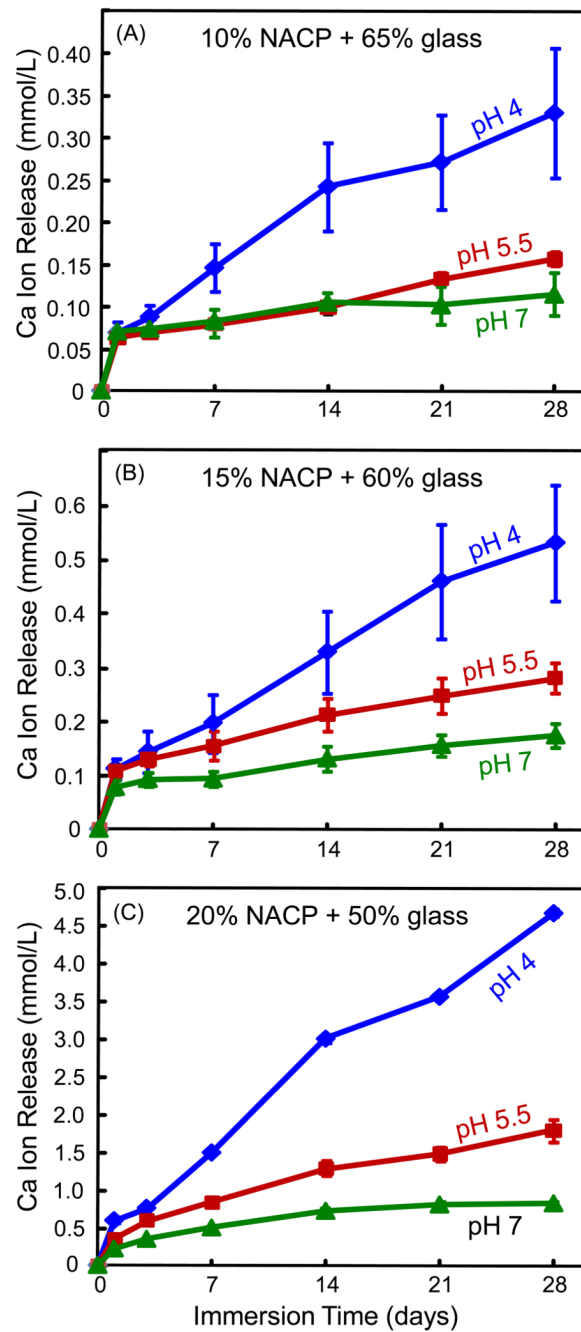 (A)
10% NACP + 65% glass
Ca Ion Release (mmol/L)
0.40
0.35
0.30
0.25
0.20
0.15
0.10
0.05
0
pH 4
pH 5.5
pH 7
0 7 14 21 28
(B)
15% NACP + 60% glass
Ca Ion Release (mmol/L)
0.6
0.5
0.4
0.3
0.2
0.1
0
pH 4
pH 5.5
pH 7
0 7 14 21 28
(C)
20% NACP + 50% glass
Ca Ion Release (mmol/L)
5.0
4.5
4.0
3.5
3.0
2.5
2.0
1.5
1.0
0.5
0
pH 4
pH 5.5
pH 7
0 7 14 21 28
Immersion Time (days)